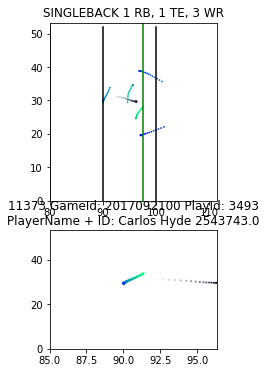 SINGLEBACK 1 RB, 1 TE, 3 WR
50
40
30
20
10
0
80 90 100 110
11373 GameId: 2017092100 PlayId: 3493
PlayerName + ID: Carlos Hyde 2543743.0
40
20
0
85.0 87.5 90.0 92.5 95.0